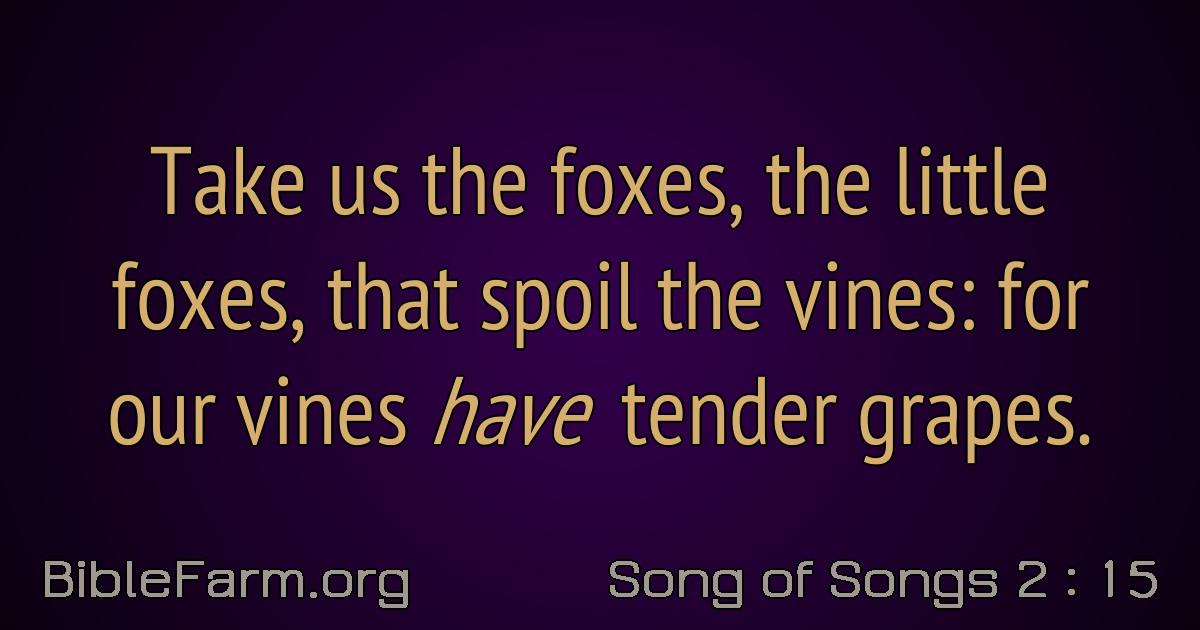 Take us the foxes, the little
foxes, that spoil the vines: for
our vines have tender grapes.
BibleFarm.org
Song of Songs 2 : 15